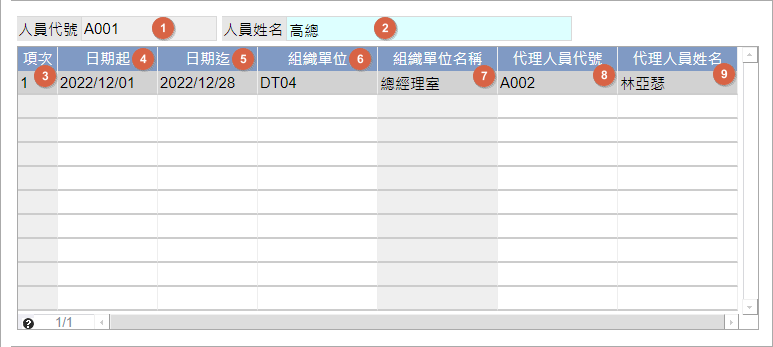 人員代號 A001 1 人員姓名 高總 2
項次 3 日期起 4 日期迄 5 組織單位 6 組織單位名稱 7 代理人員代號 8 代理人員姓名 9
1 2022/12/01 2022/12/28 DT04 總經理室 A002 林亞瑟
? 1/1